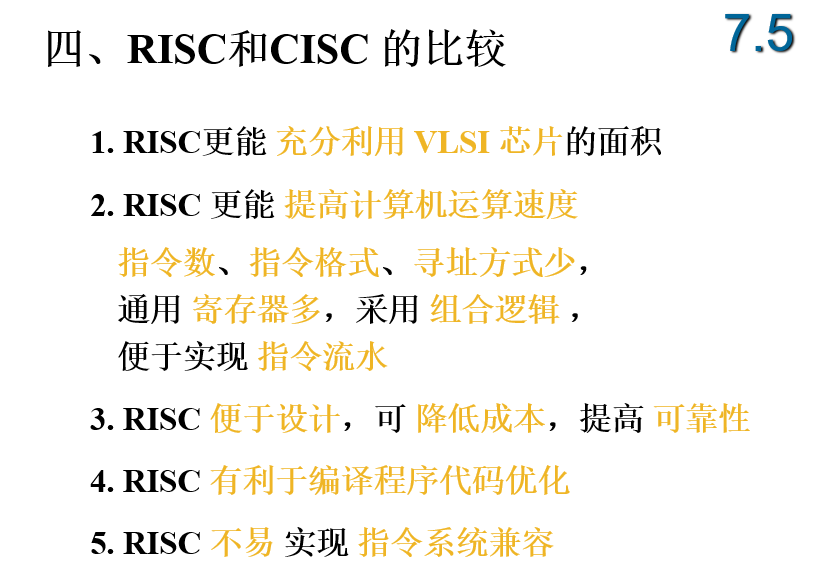 四、RISC和CISC 的比较
7.5
1. RISC更能 充分利用 VLSI 芯片的面积
2. RISC 更能 提高计算机运算速度
指令数、指令格式、寻址方式少，
通用 寄存器多，采用 组合逻辑 ，
便于实现 指令流水
3. RISC 便于设计，可 降低成本，提高 可靠性
4. RISC 有利于编译程序代码优化
5. RISC 不易 实现 指令系统兼容